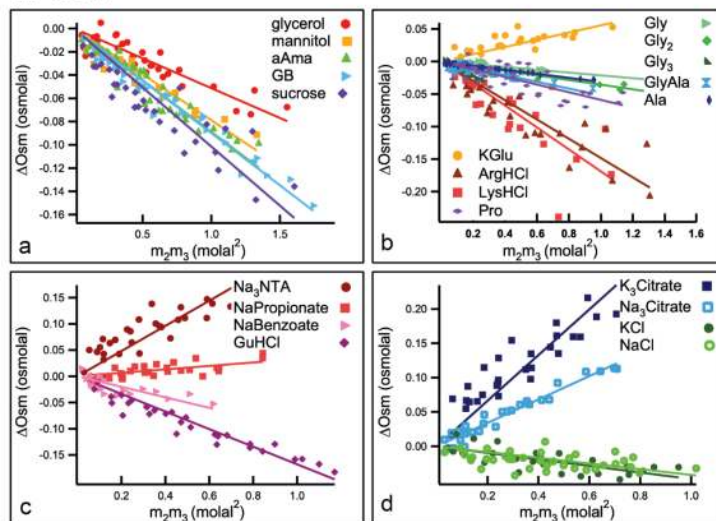 glycerol
mannitol
aAma
GB
sucrose
0.00
-0.02
-0.04
-0.06
-0.08
-0.10
-0.12
-0.14
-0.16
ΔOsm (osmolal)
0.5
1.0
1.5
m₂m₃ (molal²)
a
Gly
Gly₂
Gly₃
GlyAla
Ala
KGlu
ArgHCl
LysHCl
Pro
0.05
0.00
-0.05
-0.10
-0.15
-0.20
ΔOsm (osmolal)
0.2 0.4 0.6 0.8 1.0 1.2 1.4 1.6
m₂m₃ (molal²)
b
Na₃NTA
NaPropionate
NaBenzoate
GuHCl
0.15
0.10
0.05
0.00
-0.05
0.10
0.15
ΔOsm (osmolal)
0.2 0.4 0.6 0.8 1.0
m₂m₃ (molal²)
c
K₃Citrate
Na₃Citrate
KCl
NaCl
0.20
0.15
0.10
0.05
0.00
-0.05
ΔOsm (osmolal)
0.2 0.4 0.6 0.8 1.0
m₂m₃ (molal²)
d